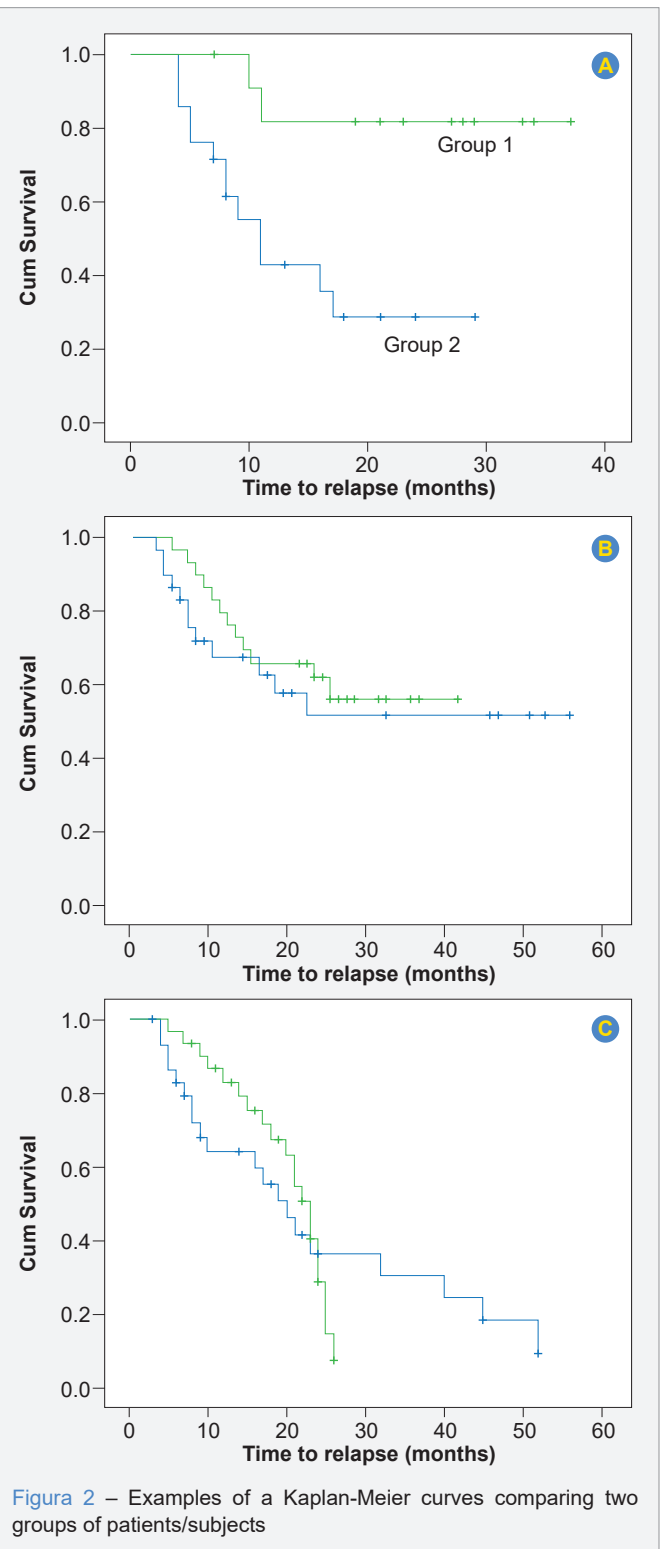 A
Cum Survival
1.0
0.8
0.6
0.4
0.2
0.0
Group 1
Group 2
0 10 20 30 40
Time to relapse (months)
B
Cum Survival
1.0
0.8
0.6
0.4
0.2
0.0
0 10 20 30 40 50 60
Time to relapse (months)
C
Cum Survival
1.0
0.8
0.6
0.4
0.2
0.0
0 10 20 30 40 50 60
Time to relapse (months)
Figura 2 – Examples of a Kaplan-Meier curves comparing two
groups of patients/subjects